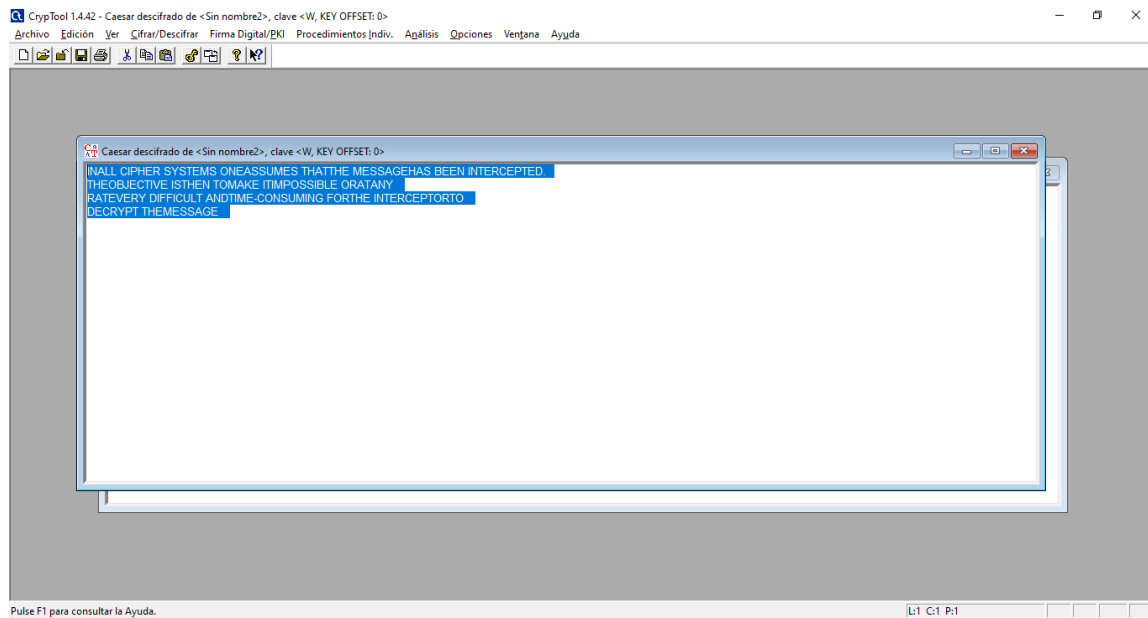 CrypTool 1.4.42 - Caesar descifrado de <Sin nombre2>, clave <W, KEY OFFSET: 0>
Archivo Edición Ver Cifrar/Descifrar Firma Digital/PKI Procedimientos Indiv. Análisis Opciones Ventana Ayuda
Caesar descifrado de <Sin nombre2>, clave <W, KEY OFFSET: 0>
INALL CIPHER SYSTEMS ONEASSUMES THATTHE MESSAGEHAS BEEN INTERCEPTED.
THEOBJECTIVE ISTHEN TOMAKE ITIMPOSSIBLE ORATANY
RATEVERY DIFFICULT ANDTIME-CONSUMING FORTHE INTERCEPTORTO
DECRYPT THEMESSAGE
Pulse F1 para consultar la Ayuda.
L:1 C:1 P:1